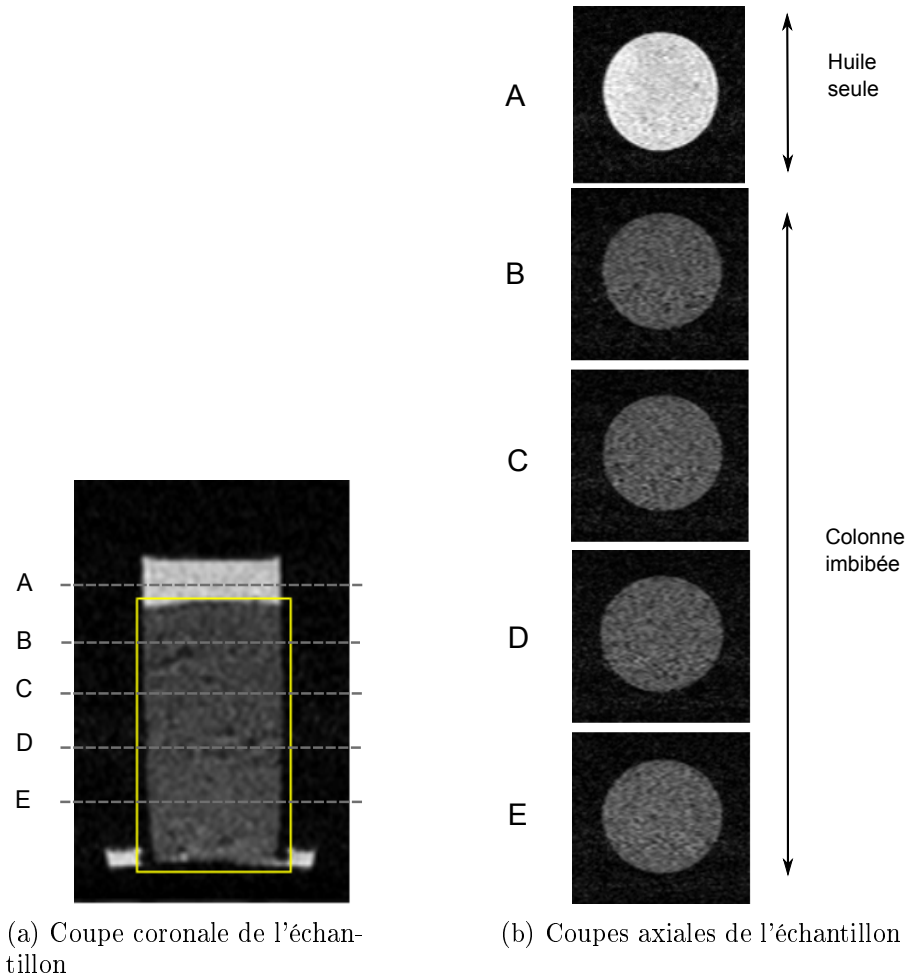 A
B
C
D
E
(a) Coupe coronale de l'échan-
tillon
A
Huile
seule
B
C
D
E
Colonne
imbibée
(b) Coupes axiales de l'échantillon